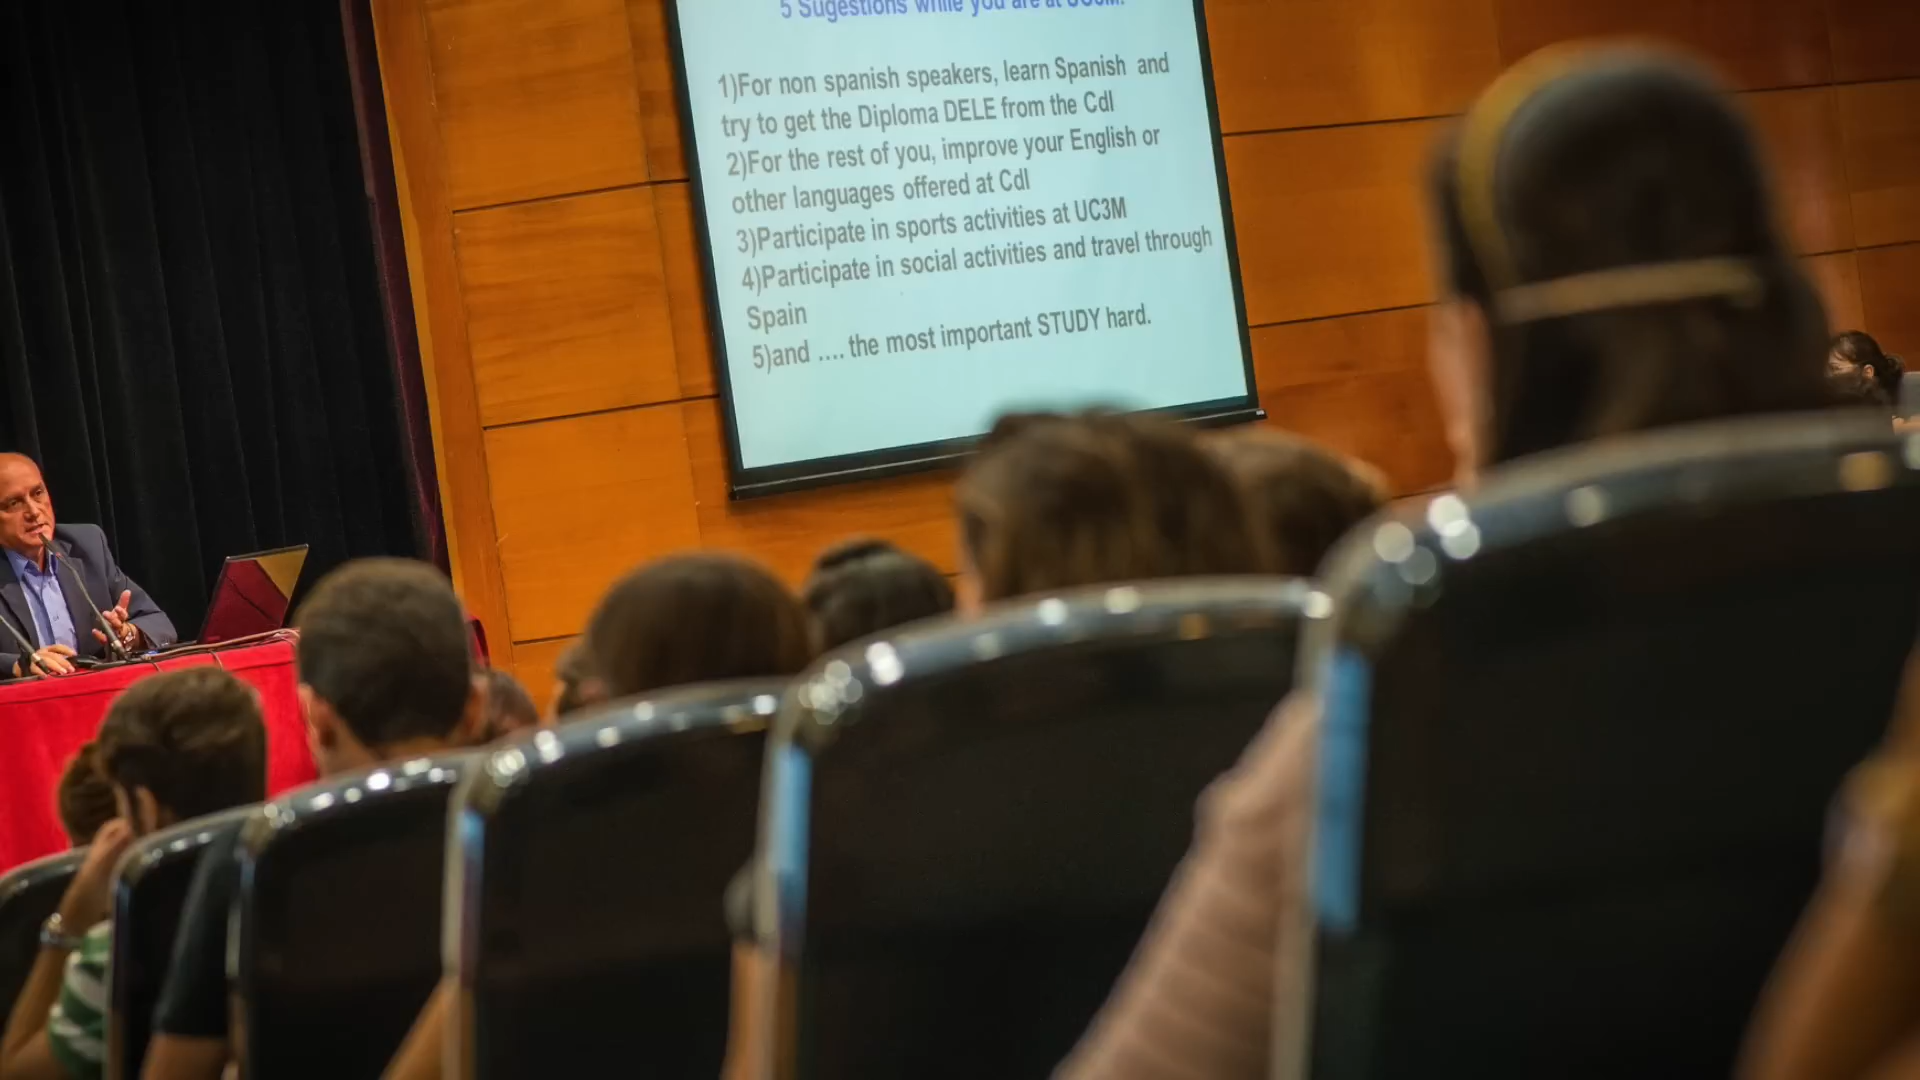 5 Sugestions while you are at UC3M:
1)For non spanish speakers, learn Spanish and
try to get the Diploma DELE from the CdI
2)For the rest of you, improve your English or
other languages offered at CdI
3)Participate in sports activities at UC3M
4)Participate in social activities and travel through
Spain
5)and .... the most important STUDY hard.